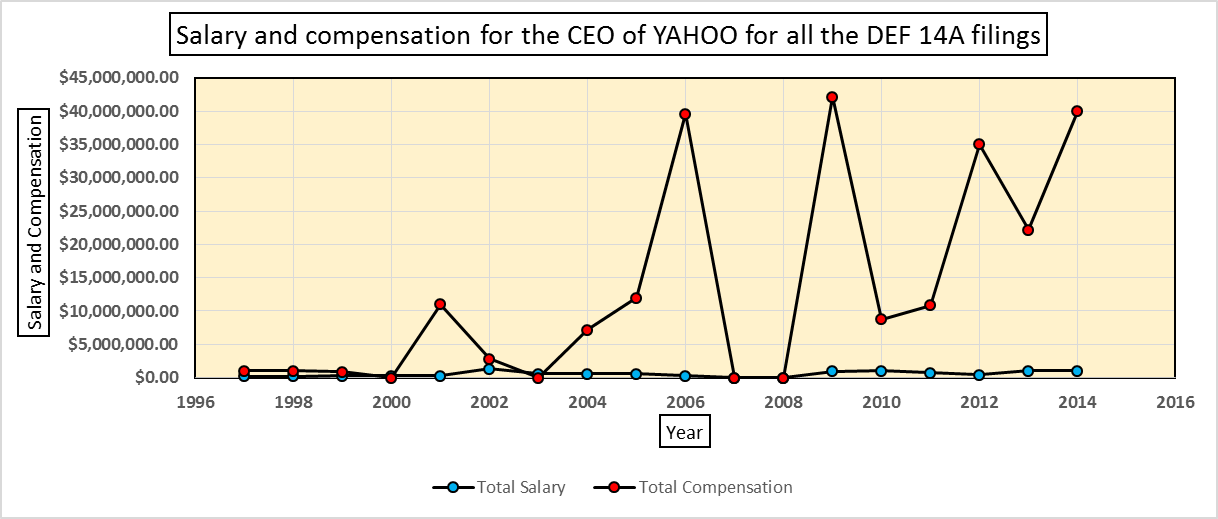 Salary and compensation for the CEO of YAHOO for all the DEF 14A filings
Salary and Compensation
$45,000,000.00
$40,000,000.00
$35,000,000.00
$30,000,000.00
$25,000,000.00
$20,000,000.00
$15,000,000.00
$10,000,000.00
$5,000,000.00
$0.00
1996 1998 2000 2002 2004 2006 2008 2010 2012 2014 2016
Year
Total Salary Total Compensation